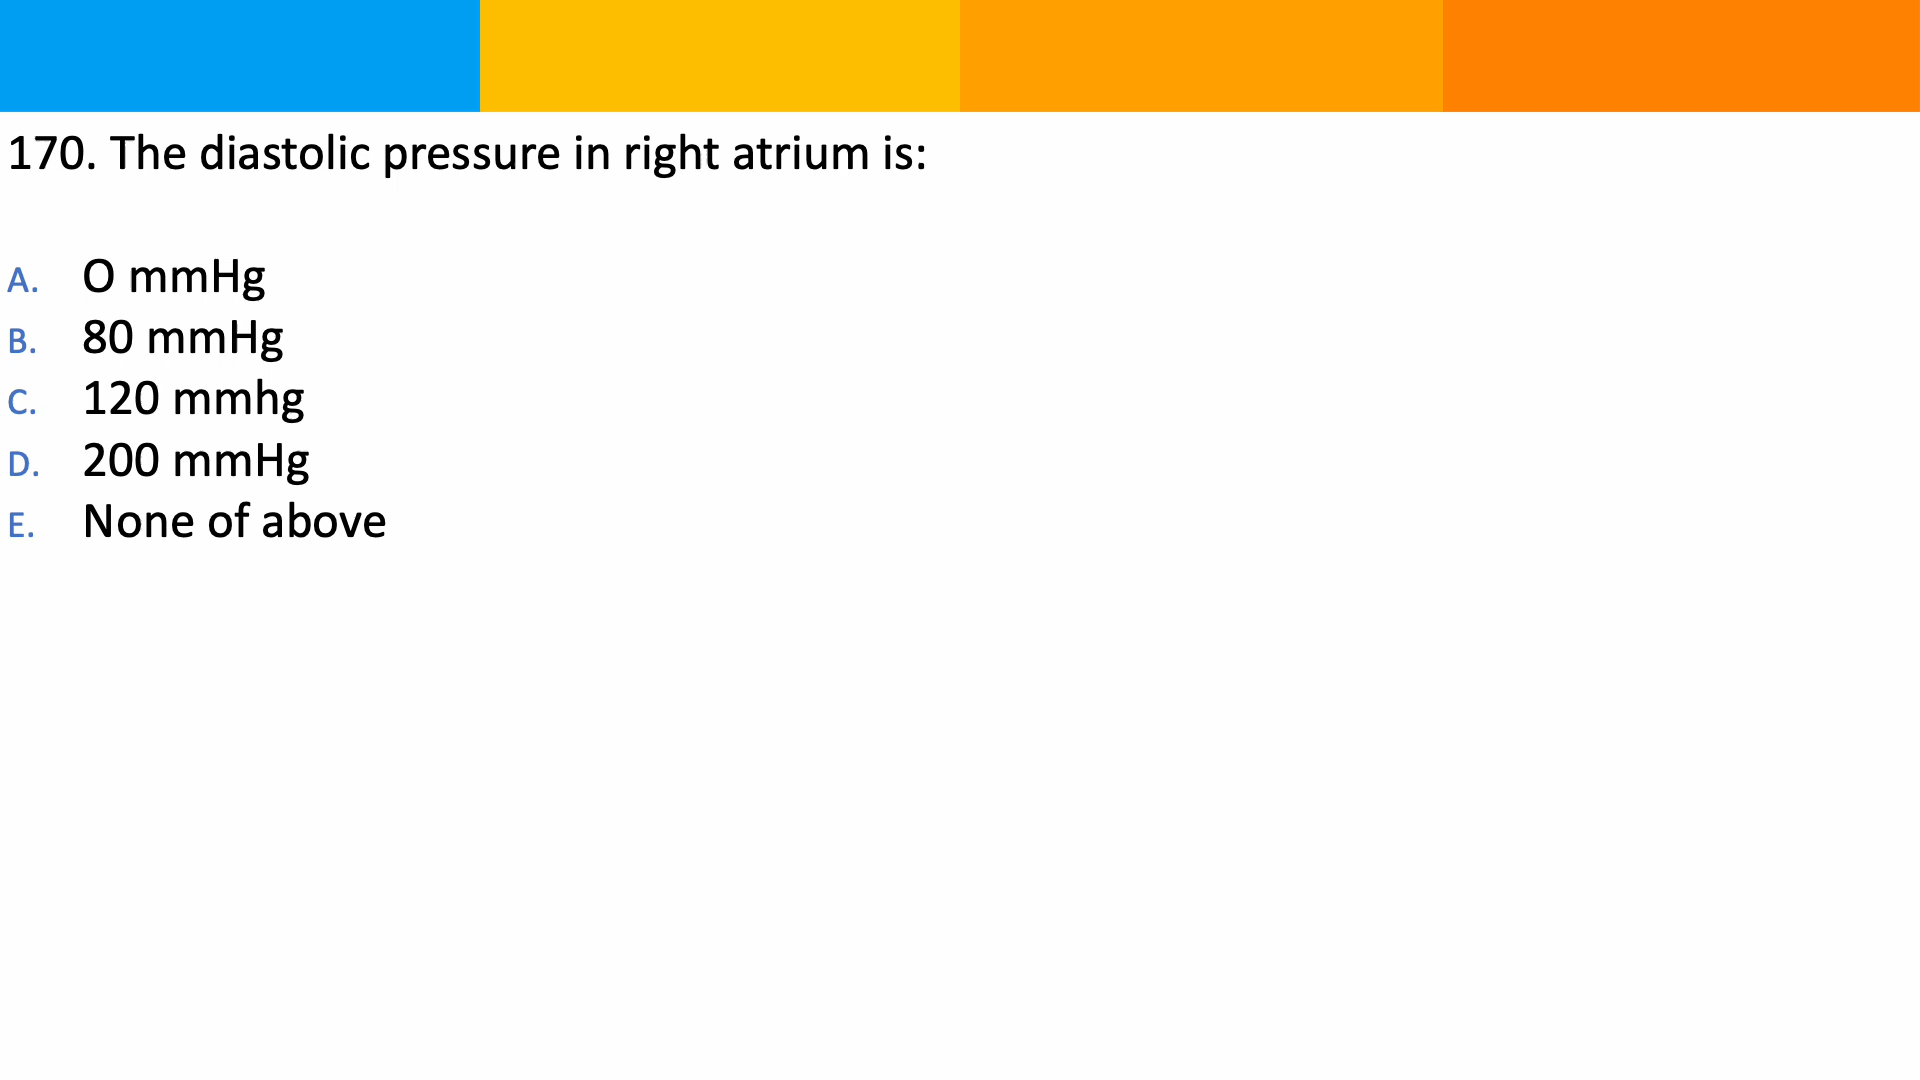 170. The diastolic pressure in right atrium is:
A. O mmHg
B. 80 mmHg
C. 120 mmhg
D. 200 mmHg
E. None of above